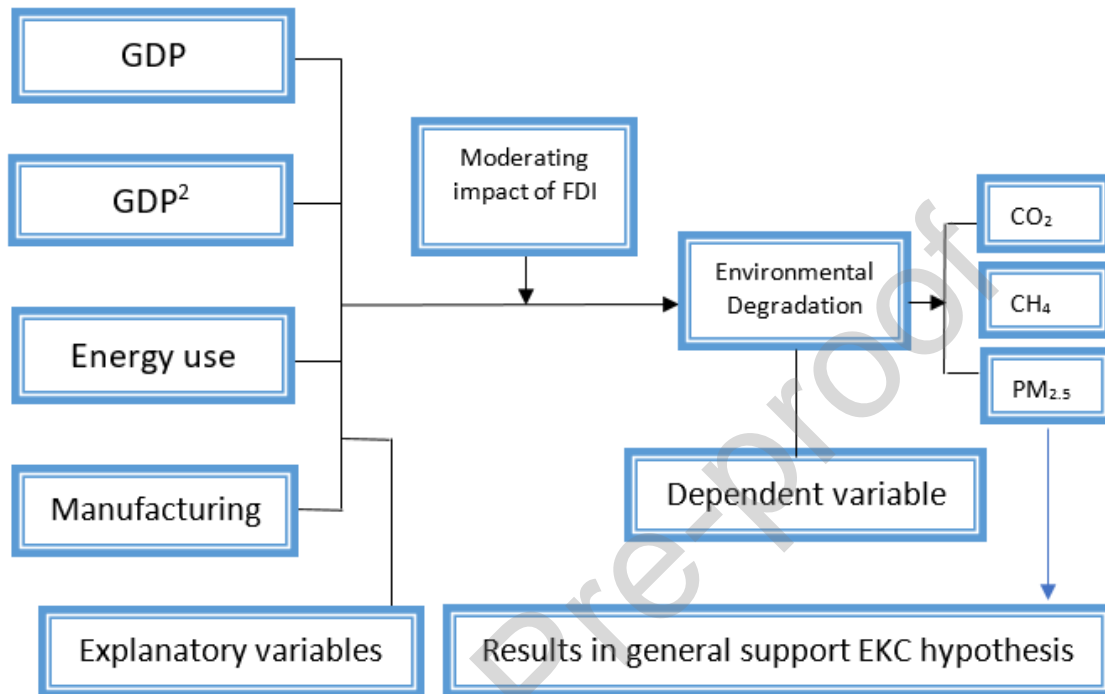 GDP
GDP²
Energy use
Manufacturing
Explanatory variables
Moderating
impact of FDI
Environmental
Degradation
Dependent variable
CO₂
CH₄
PM₂.₅
Results in general support EKC hypothesis
Pre-proof